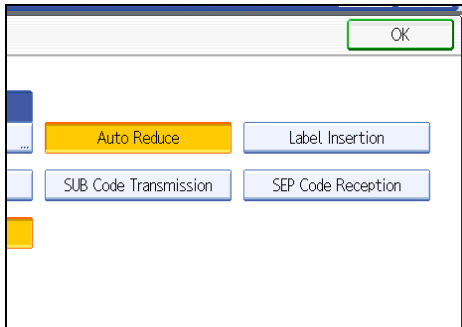 OK
... Auto Reduce Label Insertion
SUB Code Transmission SEP Code Reception